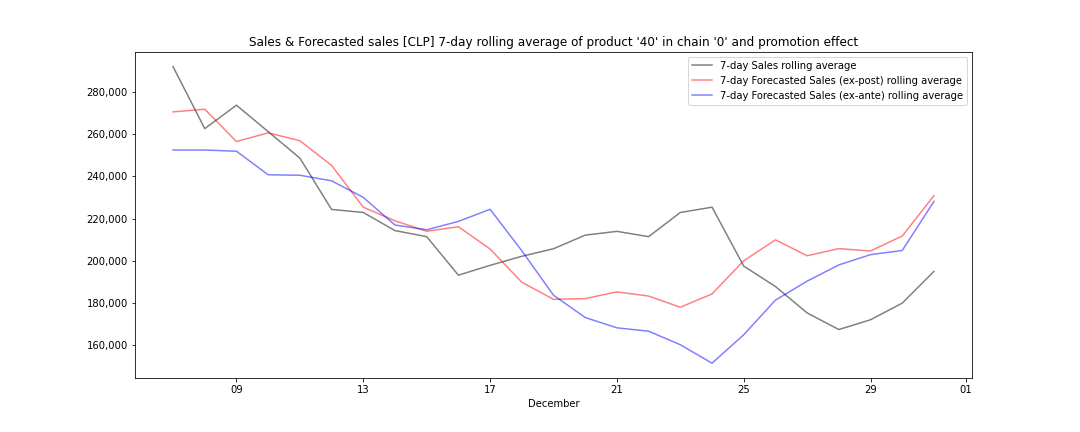 Sales & Forecasted sales [CLP] 7-day rolling average of product '40' in chain '0' and promotion effect
7-day Sales rolling average
7-day Forecasted Sales (ex-post) rolling average
7-day Forecasted Sales (ex-ante) rolling average
280,000
260,000
240,000
220,000
200,000
180,000
160,000
09
13
17
21
25
29
01
December